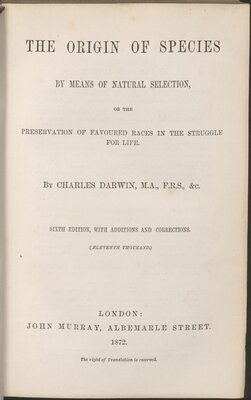 THE ORIGIN OF SPECIES
BY MEANS OF NATURAL SELECTION,
OR THE
PRESERVATION OF FAVOURED RACES IN THE STRUGGLE
FOR LIFE.
BY CHARLES DARWIN, M.A., F.R.S., &c.
SIXTH EDITION, WITH ADDITIONS AND CORRECTIONS.
(ELEVENTH THOUSAND.)
LONDON:
JOHN MURRAY, ALBEMARLE STREET.
1872.
The right of Translation is reserved.